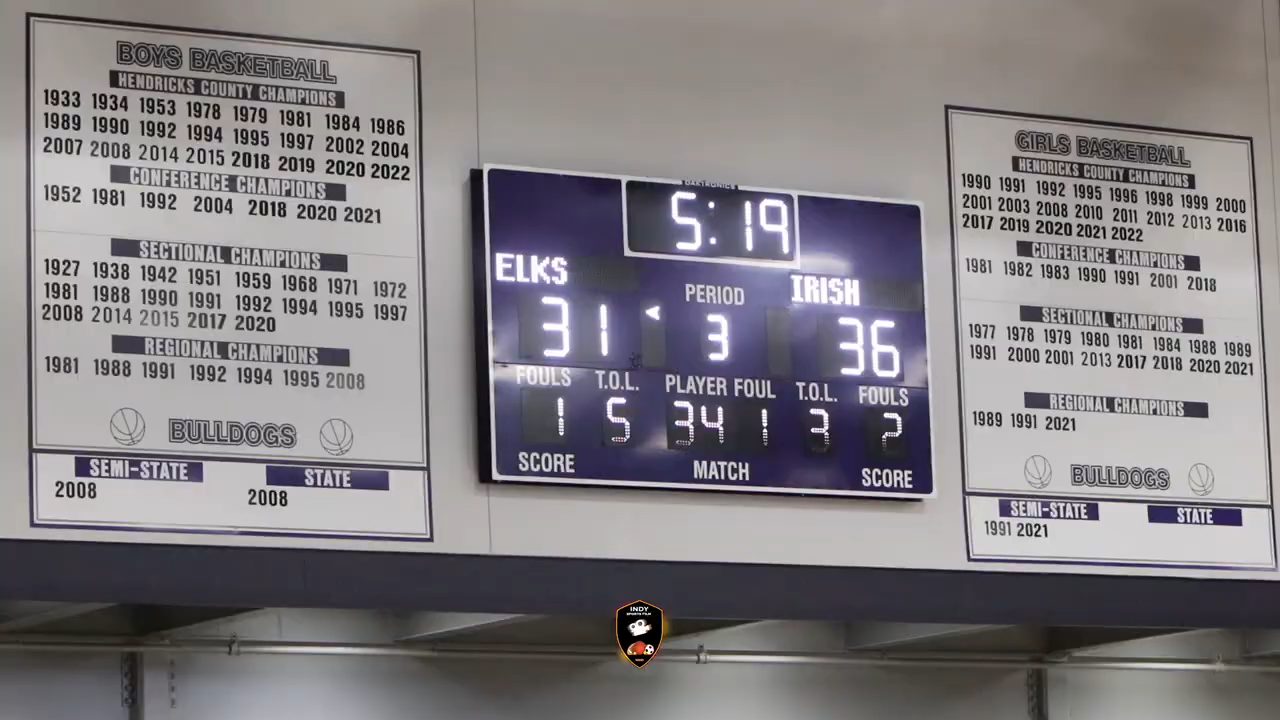 BOYS BASKETBALL
HENDRICKS COUNTY CHAMPIONS
1933 1934 1953 1978 1979 1981 1984 1986
1989 1990 1992 1994 1995 1997 2002 2004
2007 2008 2014 2015 2018 2019 2020 2022
CONFERENCE CHAMPIONS
1952 1981 1992 2004 2018 2020 2021
SECTIONAL CHAMPIONS
1927 1938 1942 1951 1959 1968 1971 1972
1981 1988 1990 1991 1992 1994 1995 1997
2008 2014 2015 2017 2020
REGIONAL CHAMPIONS
1981 1988 1991 1992 1994 1995 2008
BULLDOGS
SEMI-STATE STATE
2008 2008
DAKTRONICS
5:19
ELKS IRISH
PERIOD
31 3 36
FOULS T.O.L. PLAYER FOUL T.O.L. FOULS
1 5 34 1 3 2
SCORE MATCH SCORE
GIRLS BASKETBALL
HENDRICKS COUNTY CHAMPIONS
1990 1991 1992 1995 1996 1998 1999 2000
2001 2003 2008 2010 2011 2012 2013 2016
2017 2019 2020 2021 2022
CONFERENCE CHAMPIONS
1981 1982 1983 1990 1991 2001 2018
SECTIONAL CHAMPIONS
1977 1978 1979 1980 1981 1984 1988 1989
1991 2000 2001 2013 2017 2018 2020 2021
REGIONAL CHAMPIONS
1989 1991 2021
BULLDOGS
SEMI-STATE STATE
1991 2021
INDY
SPORTS FILM